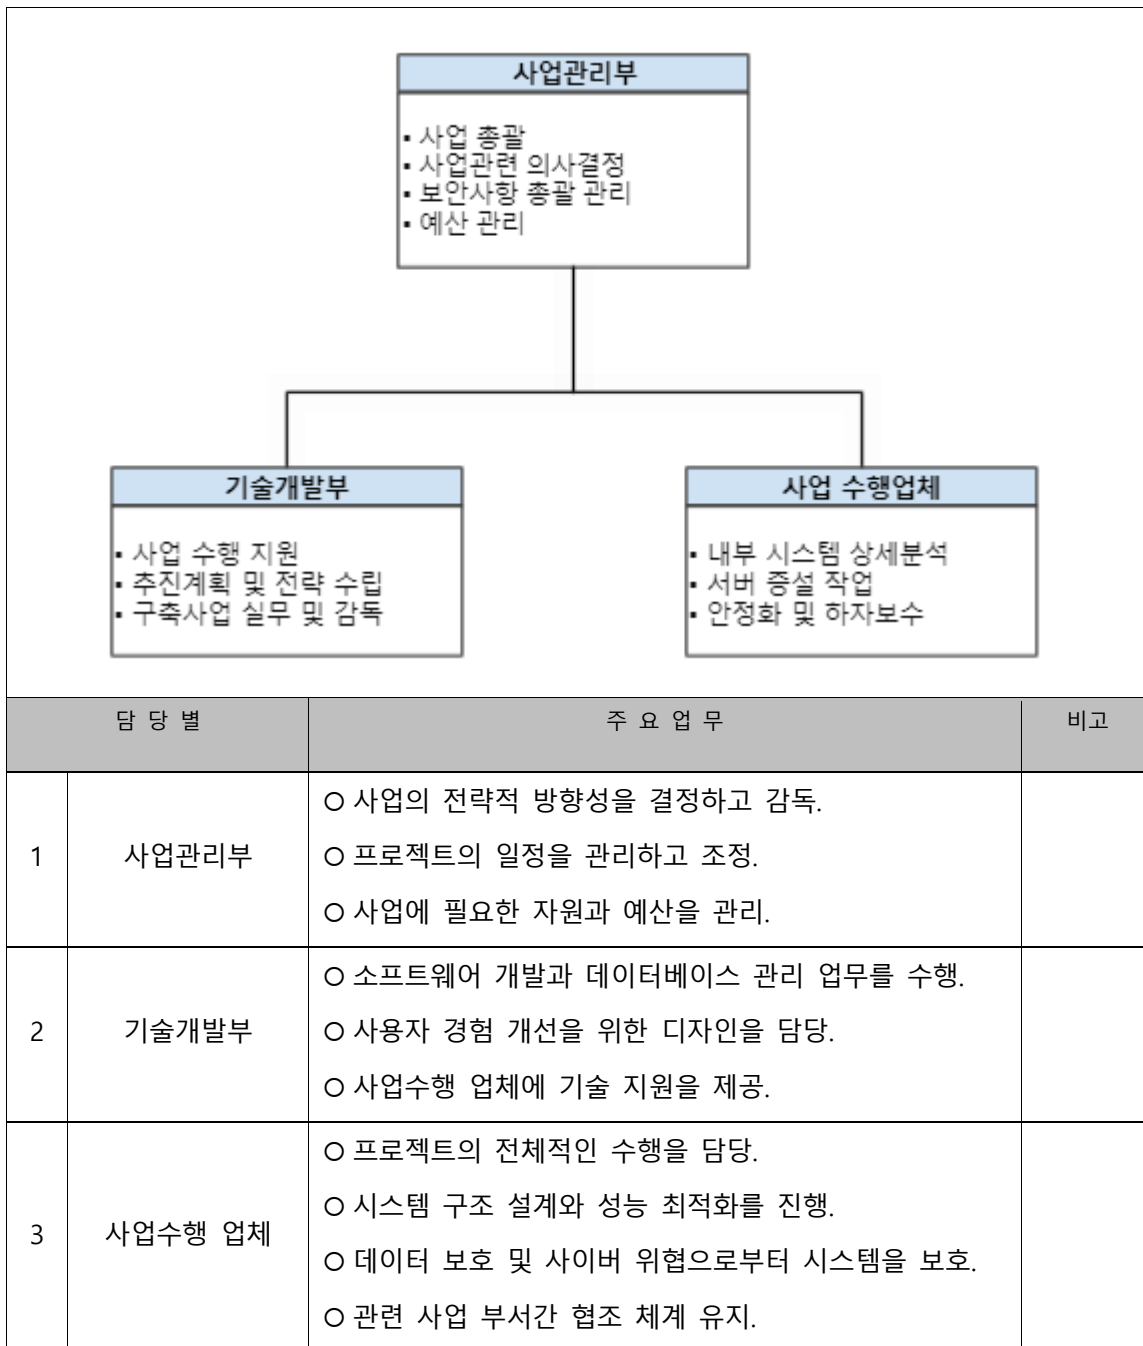 사업관리부
▪ 사업 총괄
▪ 사업관련 의사결정
▪ 보안사항 총괄 관리
▪ 예산 관리
기술개발부
▪ 사업 수행 지원
▪ 추진계획 및 전략 수립
▪ 구축사업 실무 및 감독
사업 수행업체
▪ 내부 시스템 상세분석
▪ 서버 증설 작업
▪ 안정화 및 하자보수
담 당 별 주 요 업 무 비고
1 사업관리부
○ 사업의 전략적 방향성을 결정하고 감독.
○ 프로젝트의 일정을 관리하고 조정.
○ 사업에 필요한 자원과 예산을 관리.
2 기술개발부
○ 소프트웨어 개발과 데이터베이스 관리 업무를 수행.
○ 사용자 경험 개선을 위한 디자인을 담당.
○ 사업수행 업체에 기술 지원을 제공.
3 사업수행 업체
○ 프로젝트의 전체적인 수행을 담당.
○ 시스템 구조 설계와 성능 최적화를 진행.
○ 데이터 보호 및 사이버 위협으로부터 시스템을 보호.
○ 관련 사업 부서간 협조 체계 유지.